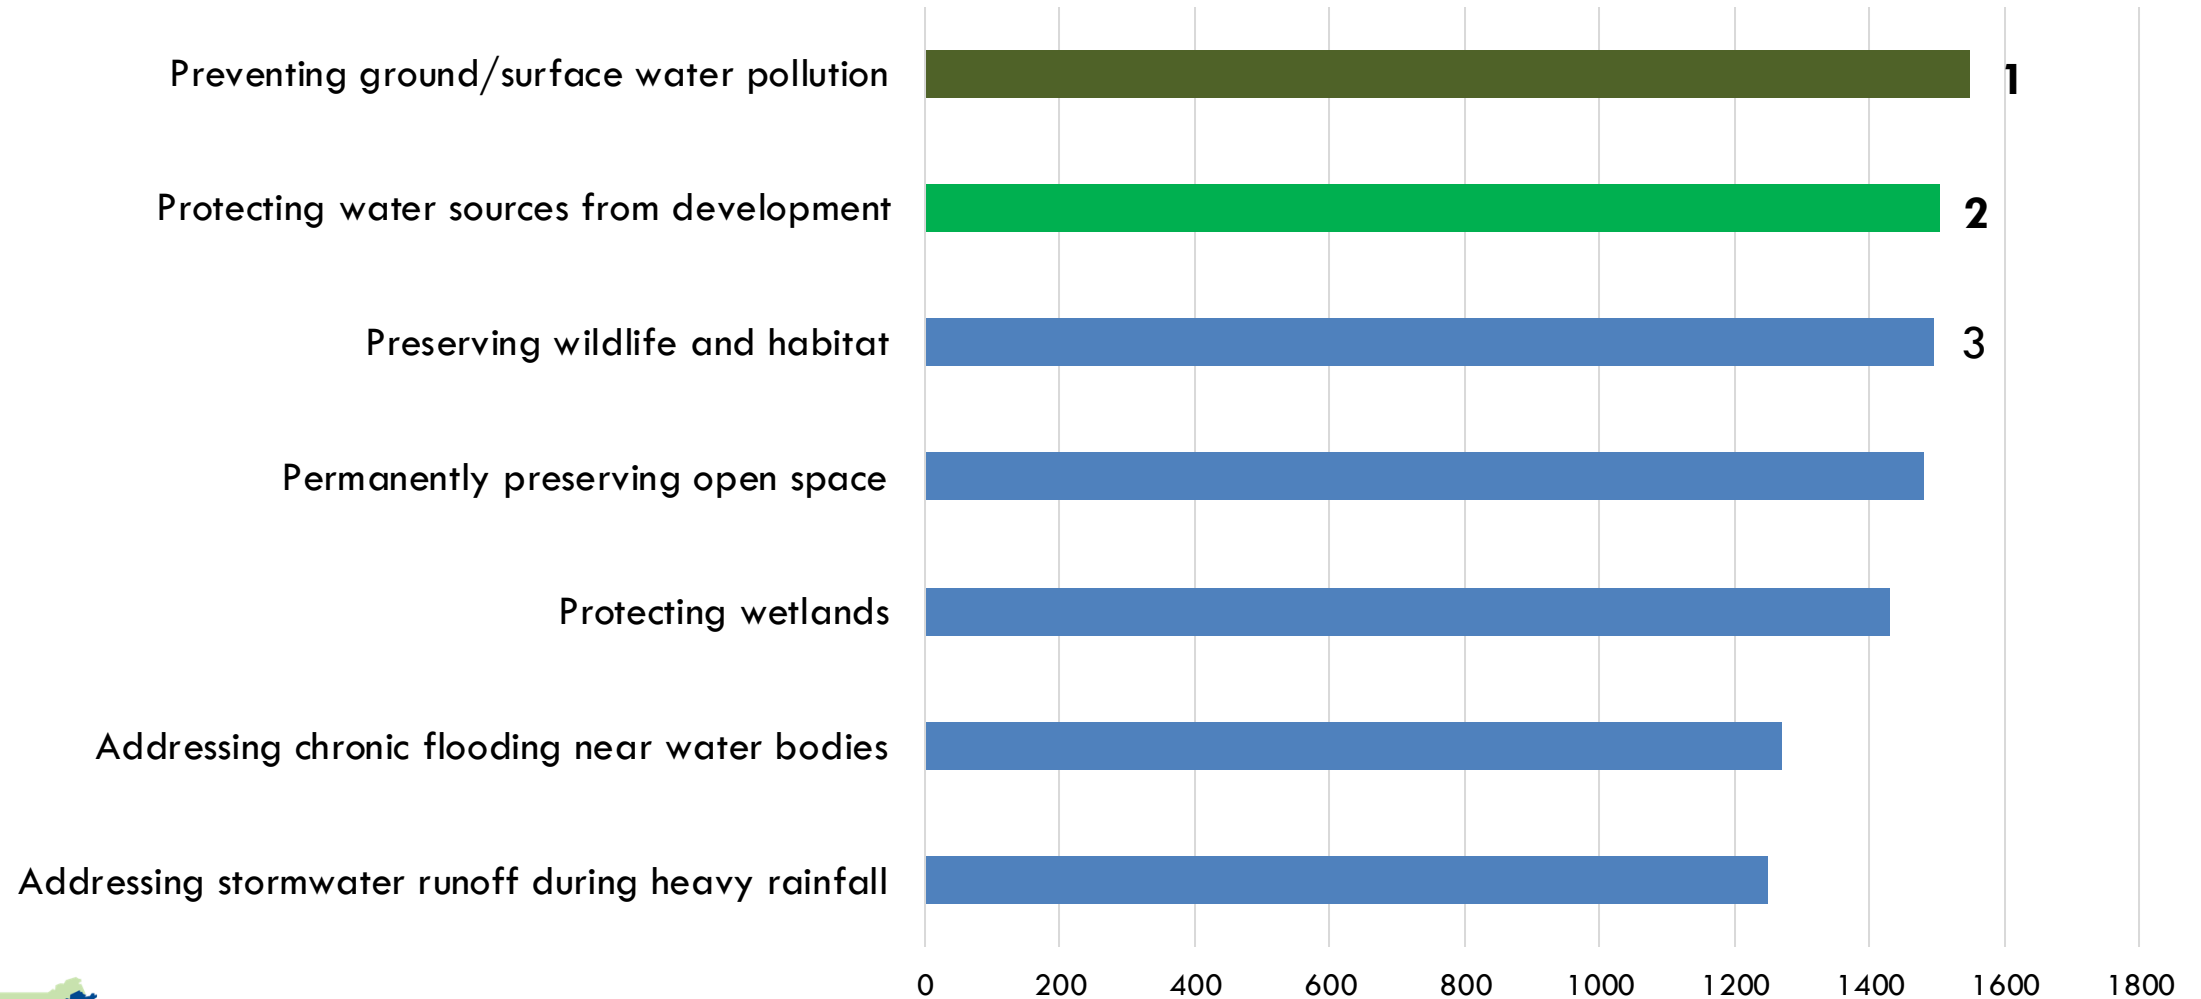 Preventing ground/surface water pollution 1
Protecting water sources from development 2
Preserving wildlife and habitat 3
Permanently preserving open space
Protecting wetlands
Addressing chronic flooding near water bodies
Addressing stormwater runoff during heavy rainfall
0 200 400 600 800 1000 1200 1400 1600 1800